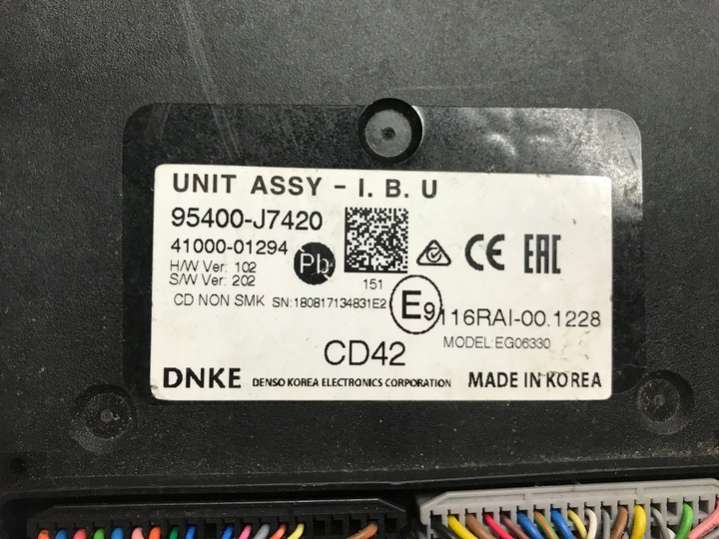 UNIT ASSY - I. B. U
95400-J7420
41000-01294
H/W Ver: 102
S/W Ver: 202
Pb
151
CE EAC
CD NON SMK SN:180817134831E2
E9 116RAI-00.1228
MODEL:EG06330
CD42
DNKE DENSO KOREA ELECTRONICS CORPORATION MADE IN KOREA